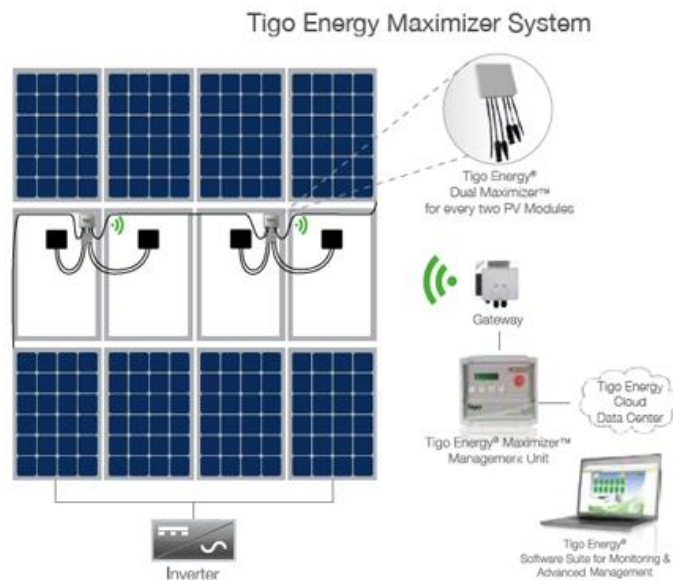 Tigo Energy Maximizer System
Tigo Energy®
Dual Maximizer™
for every two PV Modules
Gateway
Tigo Energy® Maximizer™
Management Unit
Tigo Energy
Cloud
Data Center
Tigo Energy®
Software Suite for Monitoring &
Advanced Management
Inverter